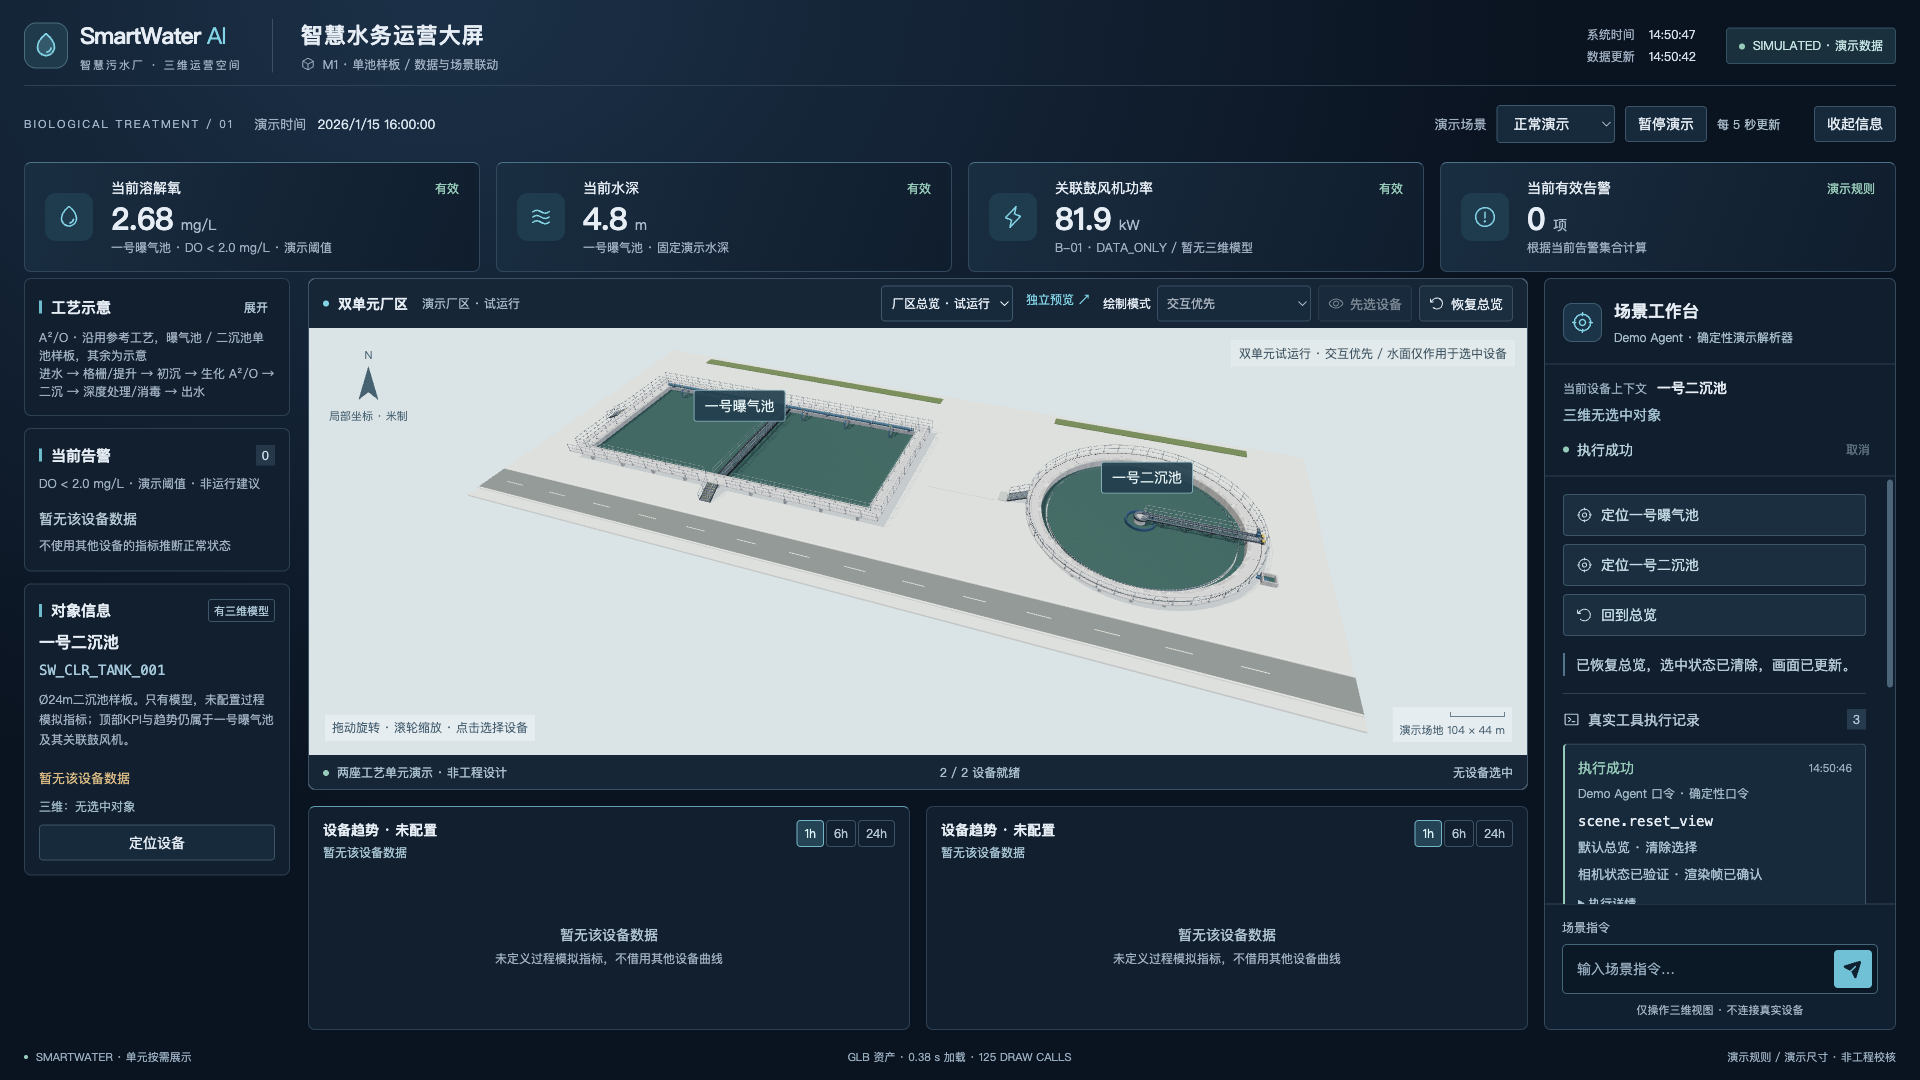 SmartWater AI
智慧污水厂 · 三维运营空间
智慧水务运营大屏
M1 · 单池样板 / 数据与场景联动
系统时间 14:50:47
数据更新 14:50:42
SIMULATED · 演示数据
BIOLOGICAL TREATMENT / 01
演示时间 2026/1/15 16:00:00
演示场景
正常演示
暂停演示
每 5 秒更新
收起信息
当前溶解氧
有效
2.68 mg/L
一号曝气池 · DO < 2.0 mg/L · 演示阈值
当前水深
有效
4.8 m
一号曝气池 · 固定演示水深
关联鼓风机功率
有效
81.9 kW
B-01 · DATA_ONLY / 暂无三维模型
当前有效告警
演示规则
0 项
根据当前告警集合计算
工艺示意
展开
A²/O · 沿用参考工艺，曝气池 / 二沉池单
池样板，其余为示意
进水 → 格栅/提升 → 初沉 → 生化 A²/O →
二沉 → 深度处理/消毒 → 出水
当前告警
0
DO < 2.0 mg/L · 演示阈值 · 非运行建议
暂无该设备数据
不使用其他设备的指标推断正常状态
对象信息
有三维模型
一号二沉池
SW_CLR_TANK_001
Ø24m二沉池样板。只有模型，未配置过程
模拟指标；顶部KPI与趋势仍属于一号曝气池
及其关联鼓风机。
暂无该设备数据
三维：无选中对象
定位设备
双单元厂区
演示厂区 · 试运行
厂区总览 · 试运行
独立预览 ↗
绘制模式
交互优先
先选设备
恢复总览
N
局部坐标 · 米制
双单元试运行 · 交互优先 / 水面仅作用于选中设备
一号曝气池
一号二沉池
拖动旋转 · 滚轮缩放 · 点击选择设备
演示场地 104 × 44 m
两座工艺单元演示 · 非工程设计
2 / 2 设备就绪
无设备选中
设备趋势 · 未配置
1h 6h 24h
暂无该设备数据
暂无该设备数据
未定义过程模拟指标，不借用其他设备曲线
设备趋势 · 未配置
1h 6h 24h
暂无该设备数据
暂无该设备数据
未定义过程模拟指标，不借用其他设备曲线
场景工作台
Demo Agent · 确定性演示解析器
当前设备上下文 一号二沉池
三维无选中对象
执行成功
取消
定位一号曝气池
定位一号二沉池
回到总览
已恢复总览，选中状态已清除，画面已更新。
真实工具执行记录
3
执行成功
14:50:46
Demo Agent 口令 · 确定性口令
scene.reset_view
默认总览 · 清除选择
相机状态已验证 · 渲染帧已确认
▶ 执行详情
场景指令
输入场景指令...
仅操作三维视图 · 不连接真实设备
SMARTWATER · 单元按需展示
GLB 资产 · 0.38 s 加载 · 125 DRAW CALLS
演示规则 / 演示尺寸 · 非工程校核